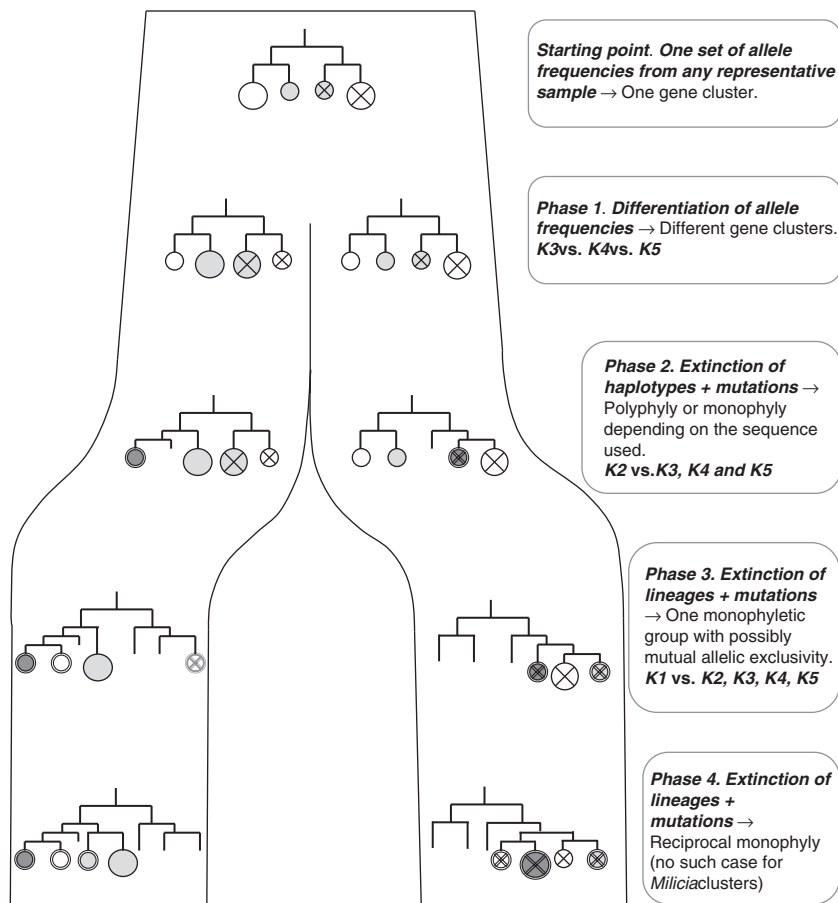 Starting point. One set of allele
frequencies from any representative
sample → One gene cluster.
Phase 1. Differentiation of allele
frequencies → Different gene clusters.
K3vs. K4vs. K5
Phase 2. Extinction of
haplotypes + mutations →
Polyphyly or monophyly
depending on the sequence
used.
K2 vs.K3, K4 and K5
Phase 3. Extinction of
lineages + mutations
→ One monophyletic
group with possibly
mutual allelic exclusivity.
K1 vs. K2, K3, K4, K5
Phase 4. Extinction of
lineages +
mutations →
Reciprocal monophyly
(no such case for
Miliciaclusters)